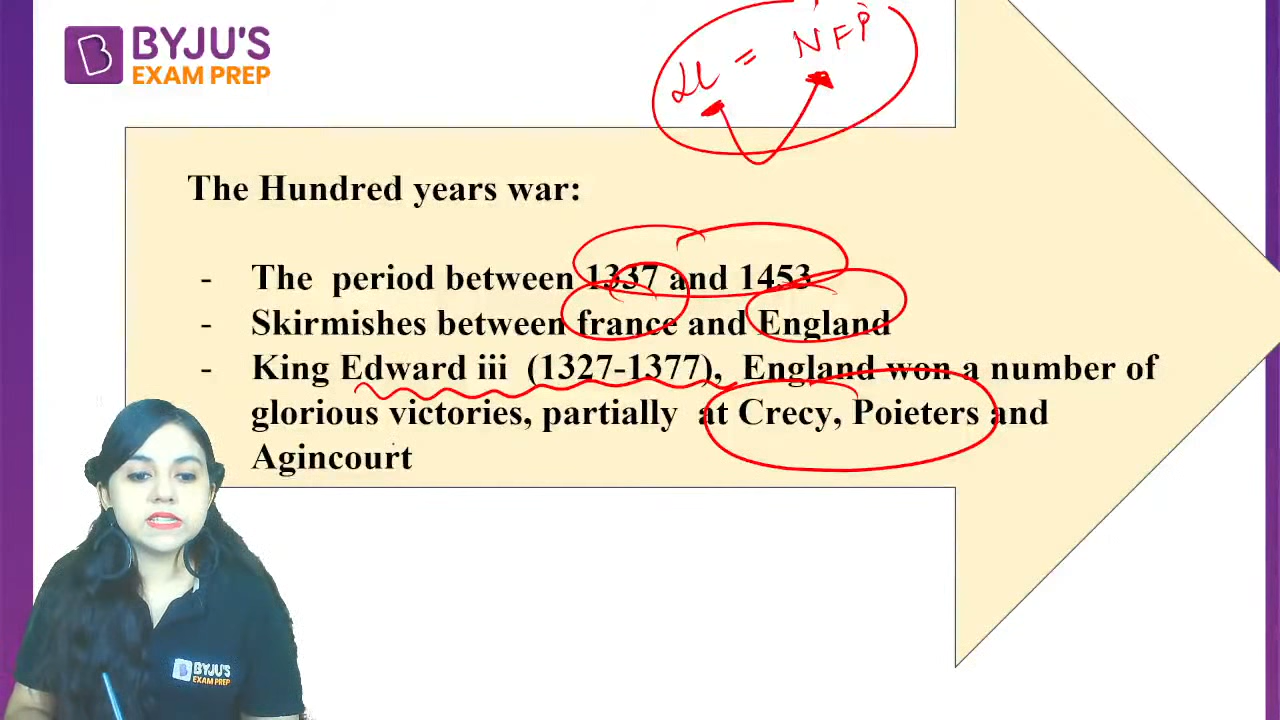 BYJU'S
EXAM PREP
= NFP
The Hundred years war:
- The period between 1337 and 1453
- Skirmishes between france and England
- King Edward iii (1327-1377), England won a number of
glorious victories, partially at Crecy, Poieters and
Agincourt
BYJU'S
EXAM PREP